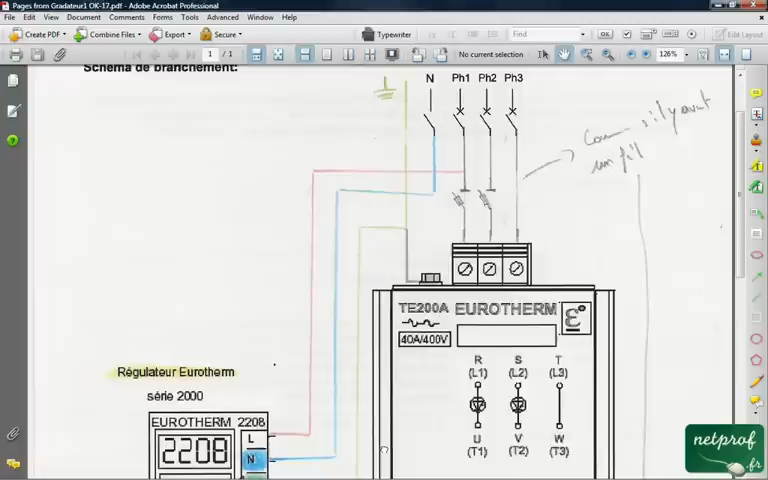 Pages from Gradateur1 OK-17.pdf - Adobe Acrobat Professional
File Edit View Document Comments Forms Tools Advanced Window Help
Create PDF Combine Files Export Secure Typewriter Find Edit Layout
1 / 1 No current selection 126%
Schéma de branchement:
N Ph1 Ph2 Ph3
s'il y avait
un fil
TE200A EUROTHERM ε
40A/400V
R S T
(L1) (L2) (L3)
U V W
(T1) (T2) (T3)
Régulateur Eurotherm
série 2000
EUROTHERM 2208
2208 L
N
netprof
.fr